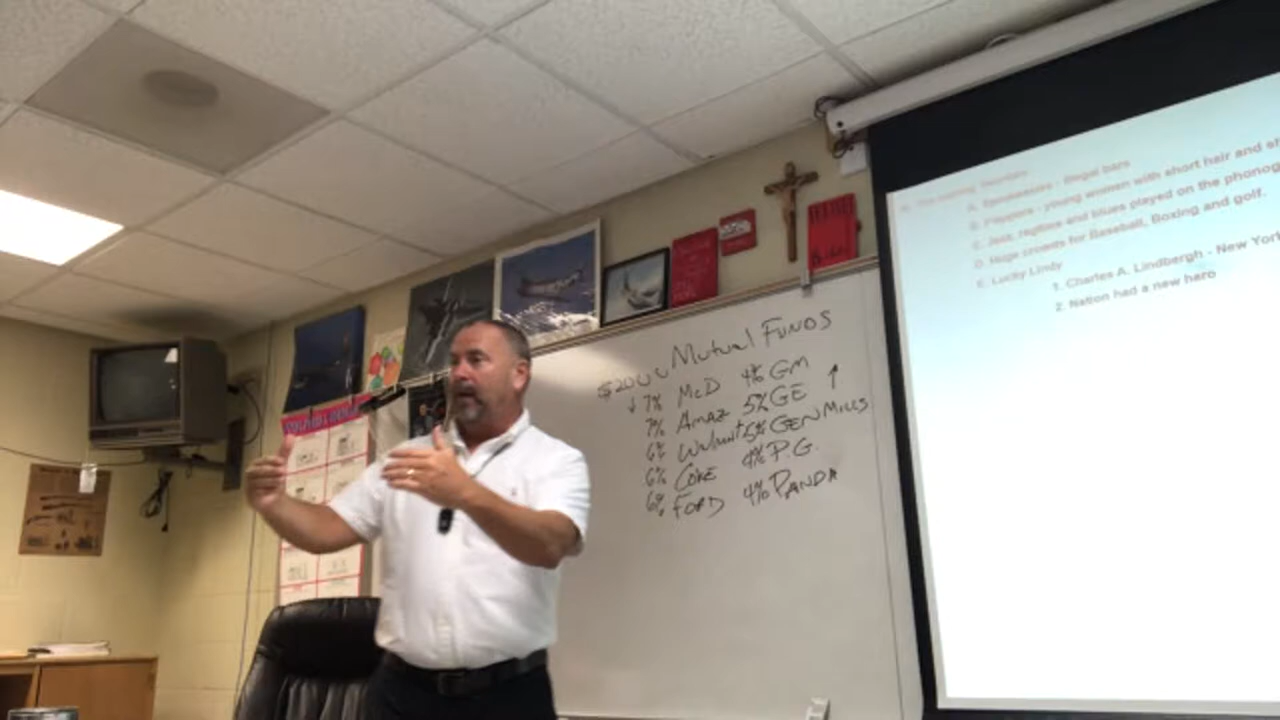 Mutual Funds
$2000
↓ 7% McD 4% GM
7% Amaz 5% GE ↑
6% Walmart 5% GEN Mills
6% Coke 4% P.G.
6% Ford 4% Panda
A. Speakeasies - illegal bars
B. Flappers - young women with short hair and sh
C. Jazz, ragtime and blues played on the phonog
D. Huge crowds for Baseball, Boxing and golf.
E. Lucky Lindy
1. Charles A. Lindbergh - New York
2. Nation had a new hero